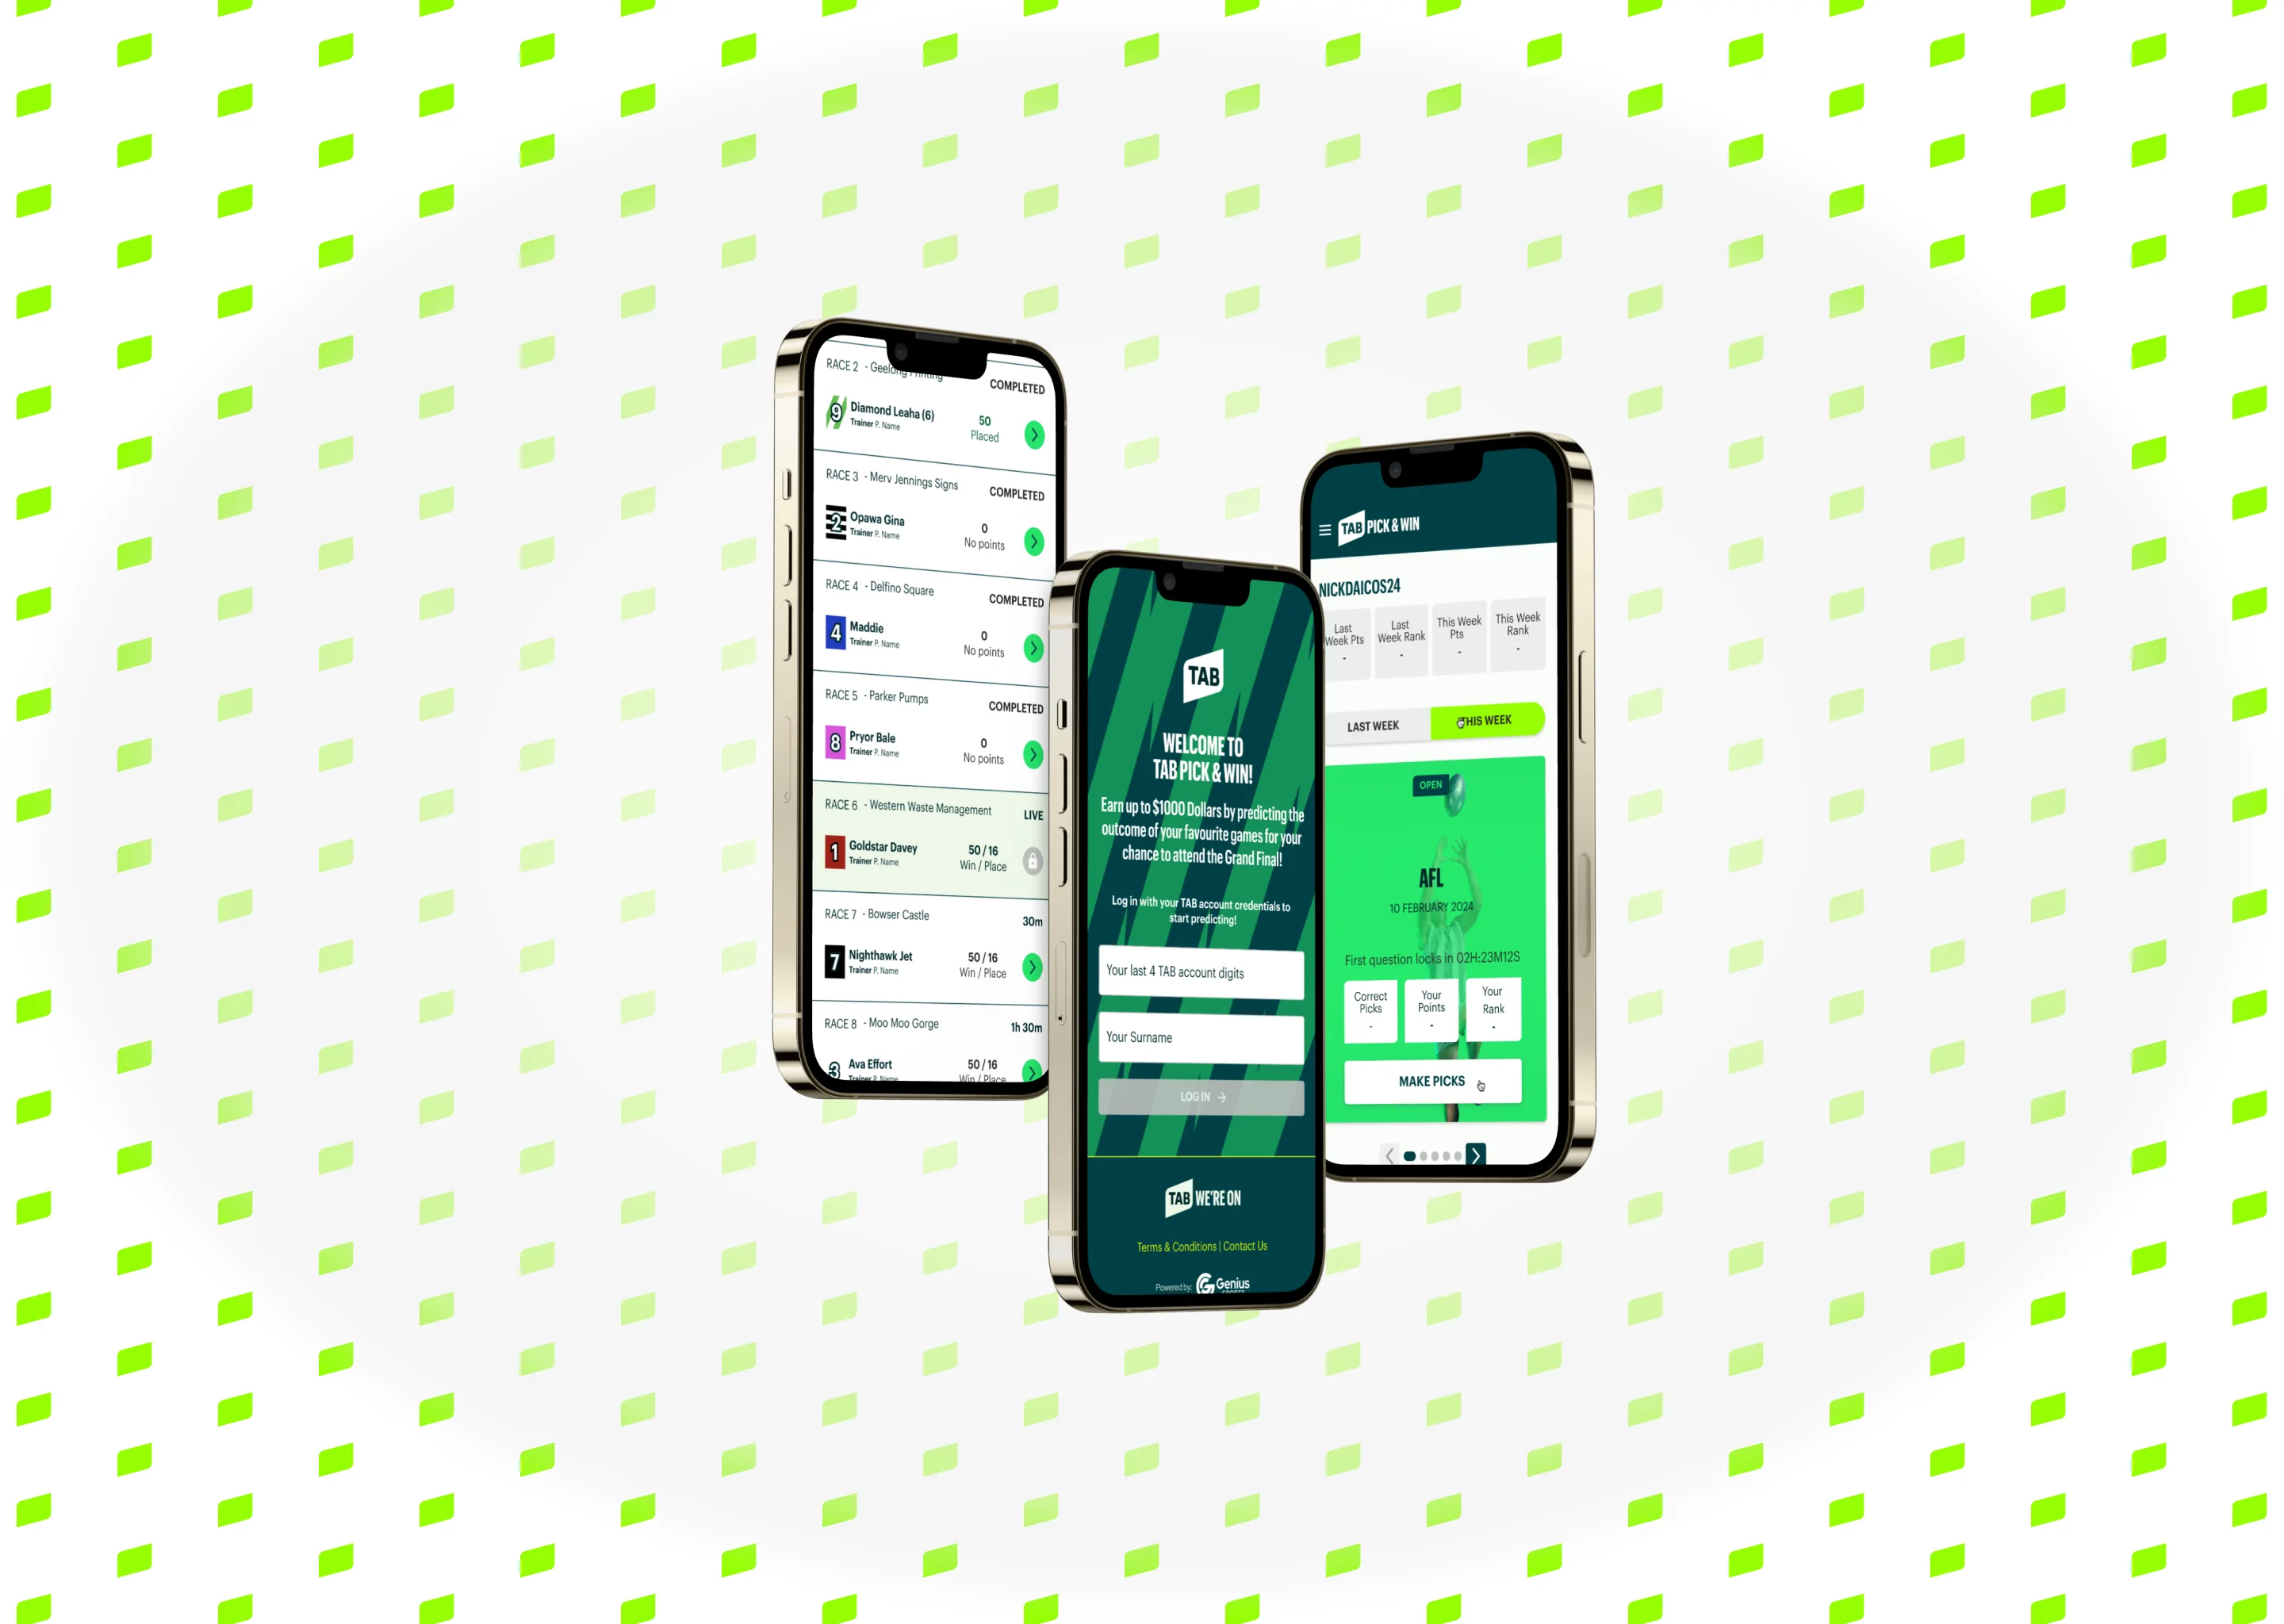 RACE 2 - Geelong Printing
COMPLETED
9
Diamond Leaha (6)
Trainer P. Name
50
Placed
RACE 3 - Merv Jennings Signs
COMPLETED
2
Opawa Gina
Trainer P. Name
0
No points
RACE 4 - Delfino Square
COMPLETED
4
Maddie
Trainer P. Name
0
No points
RACE 5 - Parker Pumps
COMPLETED
8
Pryor Bale
Trainer P. Name
0
No points
RACE 6 - Western Waste Management
LIVE
1
Goldstar Davey
Trainer P. Name
50 / 16
Win / Place
RACE 7 - Bowser Castle
30m
7
Nighthawk Jet
Trainer P. Name
50 / 16
Win / Place
RACE 8 - Moo Moo Gorge
1h 30m
3
Ava Effort
Trainer P. Name
50 / 16
Win / Place
TAB
WELCOME TO
TAB PICK & WIN!
Earn up to $1000 Dollars by predicting the
outcome of your favourite games for your
chance to attend the Grand Final!
Log in with your TAB account credentials to
start predicting!
Your last 4 TAB account digits
Your Surname
LOG IN →
TAB WE'RE ON
Terms & Conditions | Contact Us
Powered by: Genius
SPORTS
TAB PICK & WIN
NICKDAICOS24
Last
Week Pts
-
Last
Week Rank
-
This Week
Pts
-
This Week
Rank
-
LAST WEEK
THIS WEEK
OPEN
AFL
10 FEBRUARY 2024
First question locks in 02H:23M12S
Correct
Picks
-
Your
Points
-
Your
Rank
-
MAKE PICKS